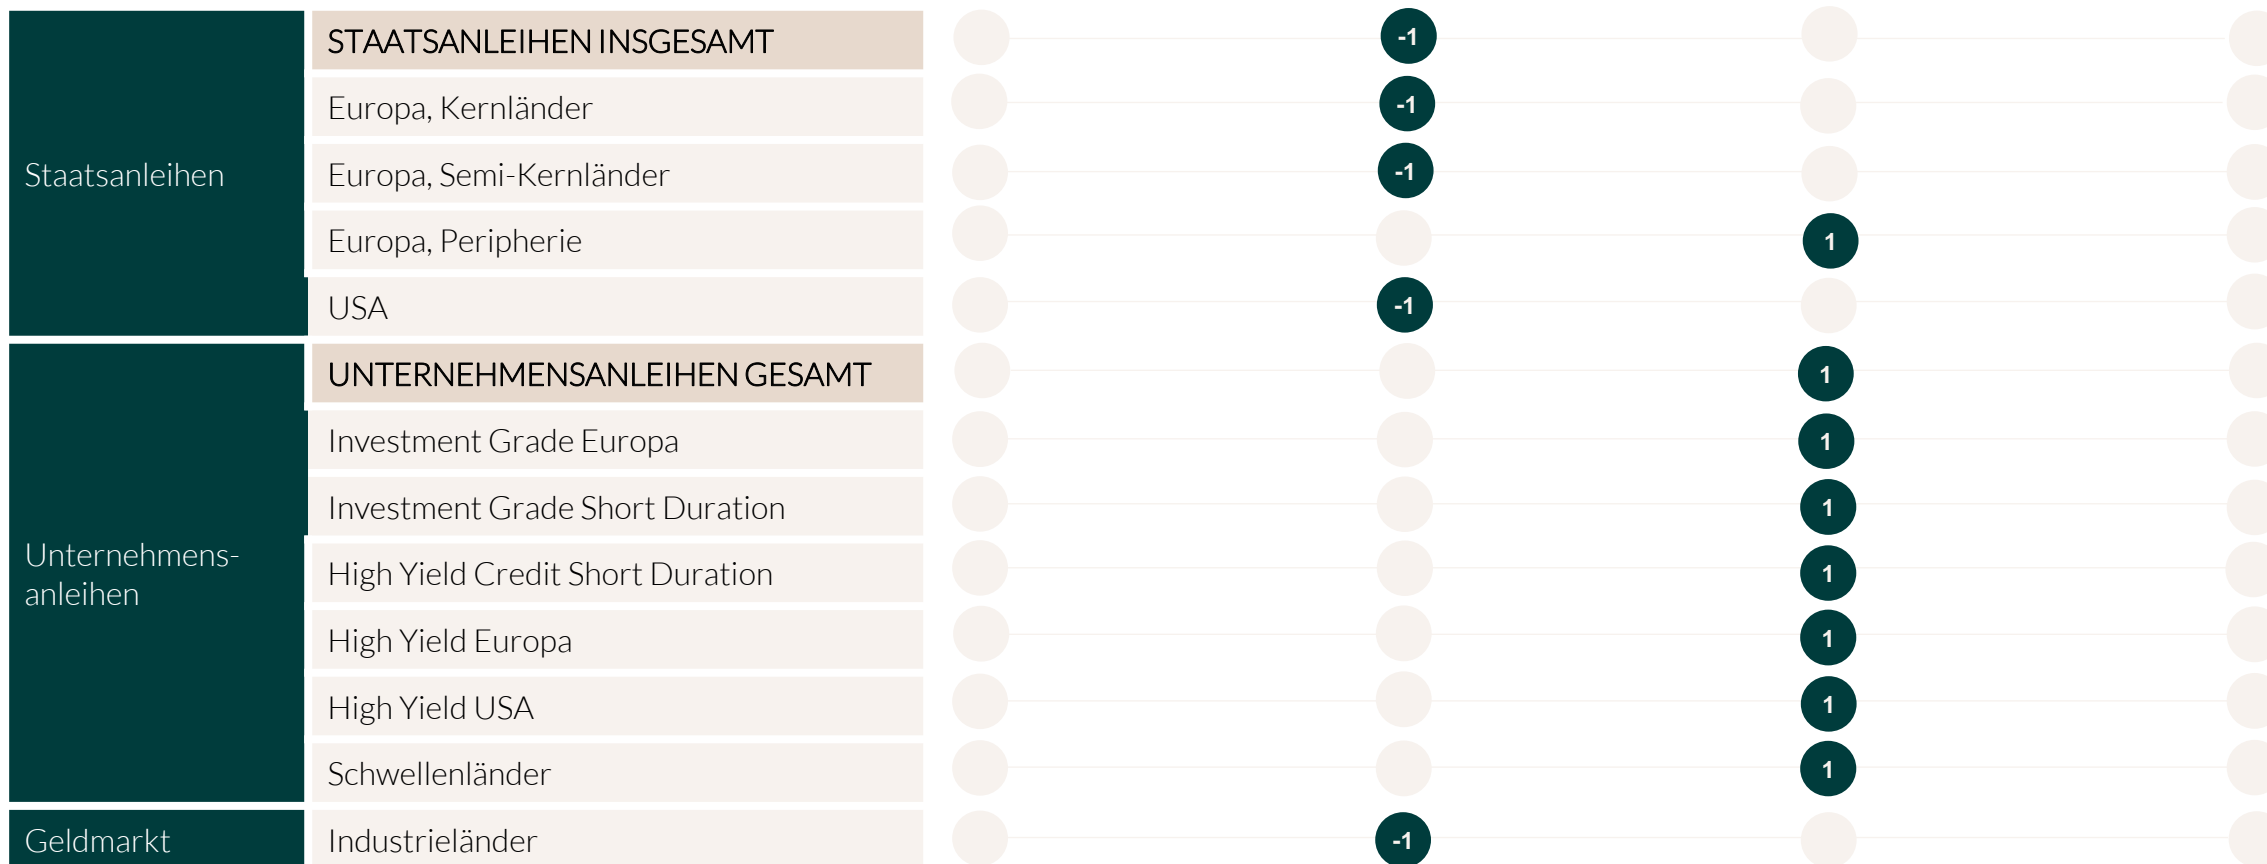 STAATSANLEIHEN INSGESAMT -1
Europa, Kernländer -1
Staatsanleihen
Europa, Semi-Kernländer -1
Europa, Peripherie 1
USA -1
UNTERNEHMENSANLEIHEN GESAMT 1
Investment Grade Europa 1
Investment Grade Short Duration 1
Unternehmens-
anleihen
High Yield Credit Short Duration 1
High Yield Europa 1
High Yield USA 1
Schwellenländer 1
Geldmarkt
Industrieländer -1